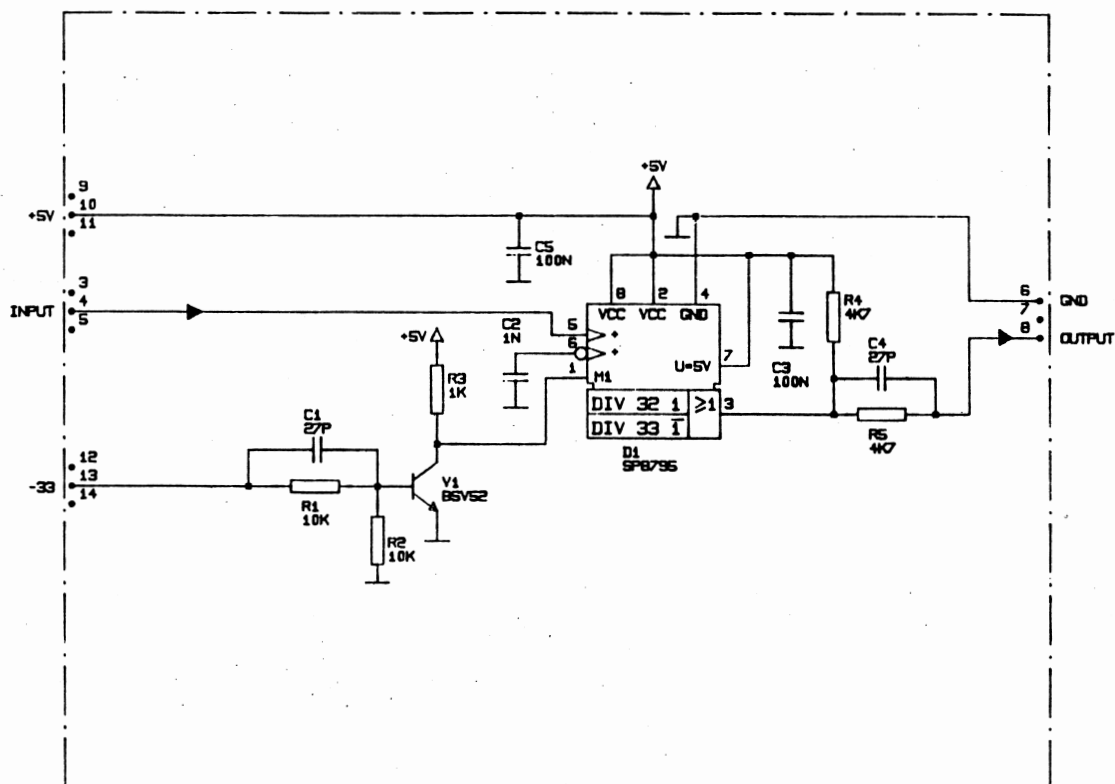 +5V
9
10
11
+5V
C5
100N
3
4
5
INPUT
8
2
4
VCC
VCC
GND
R4
4K7
6
7
8
GND
OUTPUT
C2
1N
5
6
1
+
+
M1
U=5V
7
C3
100N
C4
27P
+5V
R3
1K
DIV 32 1
DIV 33 1̅
≥1
3
R5
4K7
D1
SP8795
C1
27P
12
13
14
-33
R1
10K
V1
BSV52
R2
10K